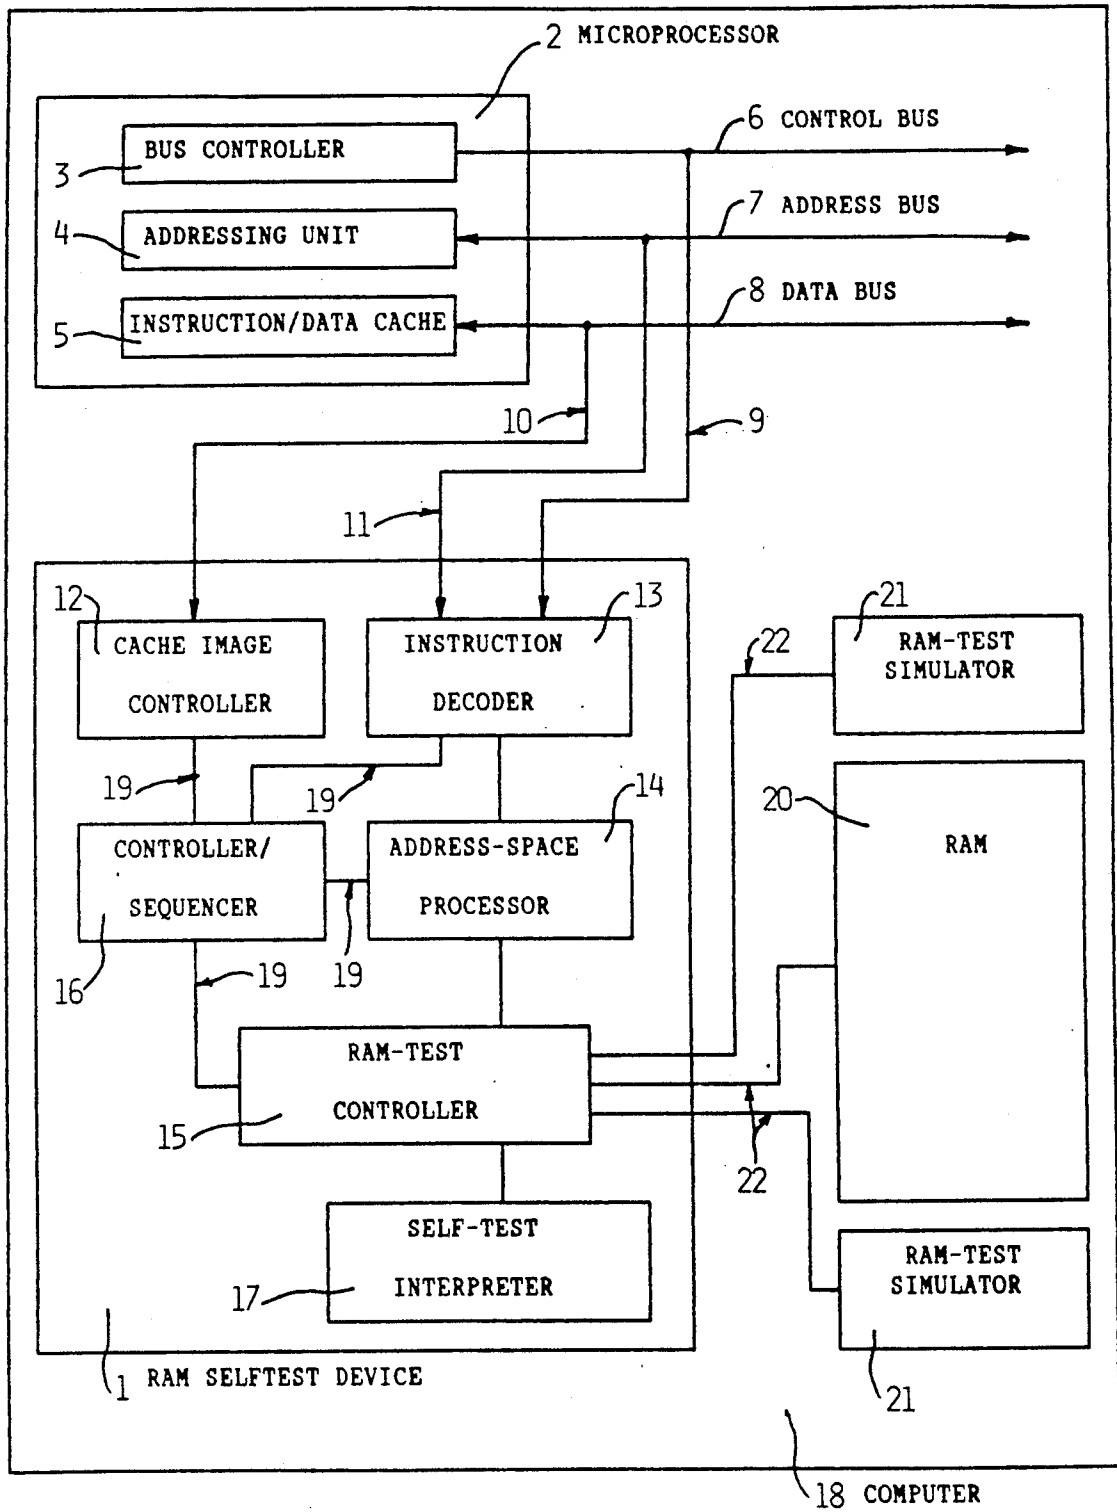 2 MICROPROCESSOR
BUS CONTROLLER
3
6 CONTROL BUS
ADDRESSING UNIT
4
7 ADDRESS BUS
INSTRUCTION/DATA CACHE
5
8 DATA BUS
10
9
11
12
CACHE IMAGE
CONTROLLER
13
INSTRUCTION
DECODER
21
RAM-TEST
SIMULATOR
22
19
19
14
20
RAM
CONTROLLER/
SEQUENCER
ADDRESS-SPACE
PROCESSOR
16
19
19
RAM-TEST
CONTROLLER
15
22
SELF-TEST
INTERPRETER
17
RAM-TEST
SIMULATOR
1 RAM SELFTEST DEVICE
21
18 COMPUTER